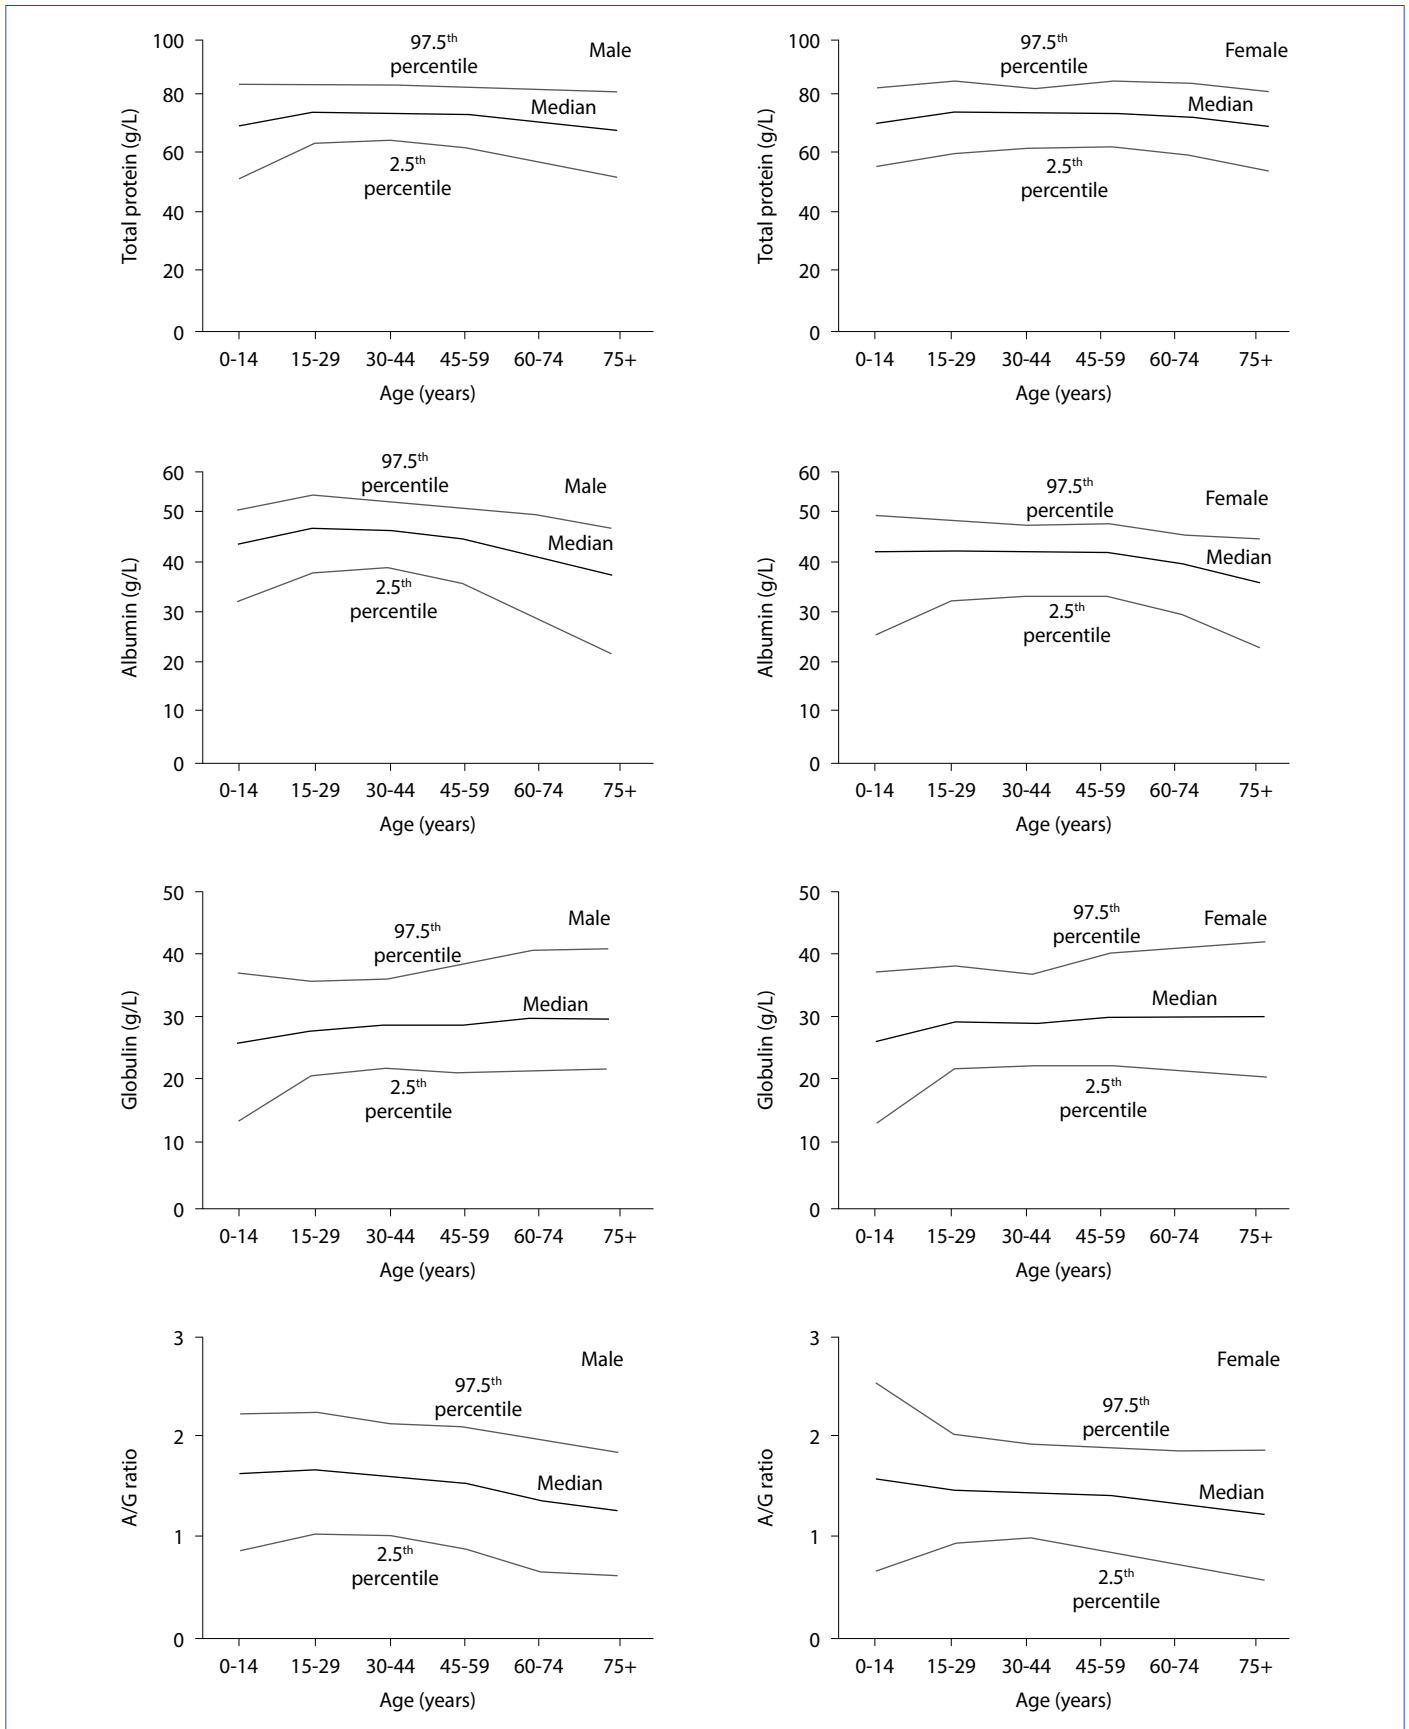 97.5th
percentile
Male
Median
2.5th
percentile
Total protein (g/L)
100
80
60
40
20
0
0-14 15-29 30-44 45-59 60-74 75+
Age (years)
97.5th
percentile
Female
Median
2.5th
percentile
Total protein (g/L)
100
80
60
40
20
0
0-14 15-29 30-44 45-59 60-74 75+
Age (years)
97.5th
percentile
Male
Median
2.5th
percentile
Albumin (g/L)
60
50
40
30
20
10
0
0-14 15-29 30-44 45-59 60-74 75+
Age (years)
97.5th
percentile
Female
Median
2.5th
percentile
Albumin (g/L)
60
50
40
30
20
10
0
0-14 15-29 30-44 45-59 60-74 75+
Age (years)
97.5th
percentile
Male
Median
2.5th
percentile
Globulin (g/L)
50
40
30
20
10
0
0-14 15-29 30-44 45-59 60-74 75+
Age (years)
97.5th
percentile
Female
Median
2.5th
percentile
Globulin (g/L)
50
40
30
20
10
0
0-14 15-29 30-44 45-59 60-74 75+
Age (years)
Male
97.5th
percentile
Median
2.5th
percentile
A/G ratio
3
2
1
0
0-14 15-29 30-44 45-59 60-74 75+
Age (years)
Female
97.5th
percentile
Median
2.5th
percentile
A/G ratio
3
2
1
0
0-14 15-29 30-44 45-59 60-74 75+
Age (years)